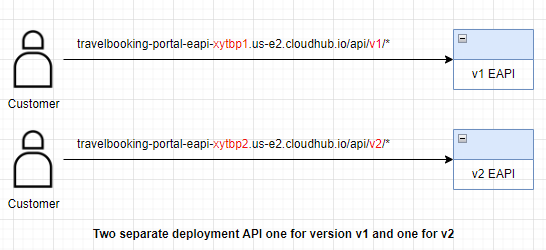 travelbooking-portal-eapi-xytbp1.us-e2.cloudhub.io/api/v1/*
v1 EAPI
Customer
travelbooking-portal-eapi-xytbp2.us-e2.cloudhub.io/api/v2/*
v2 EAPI
Customer
Two separate deployment API one for version v1 and one for v2